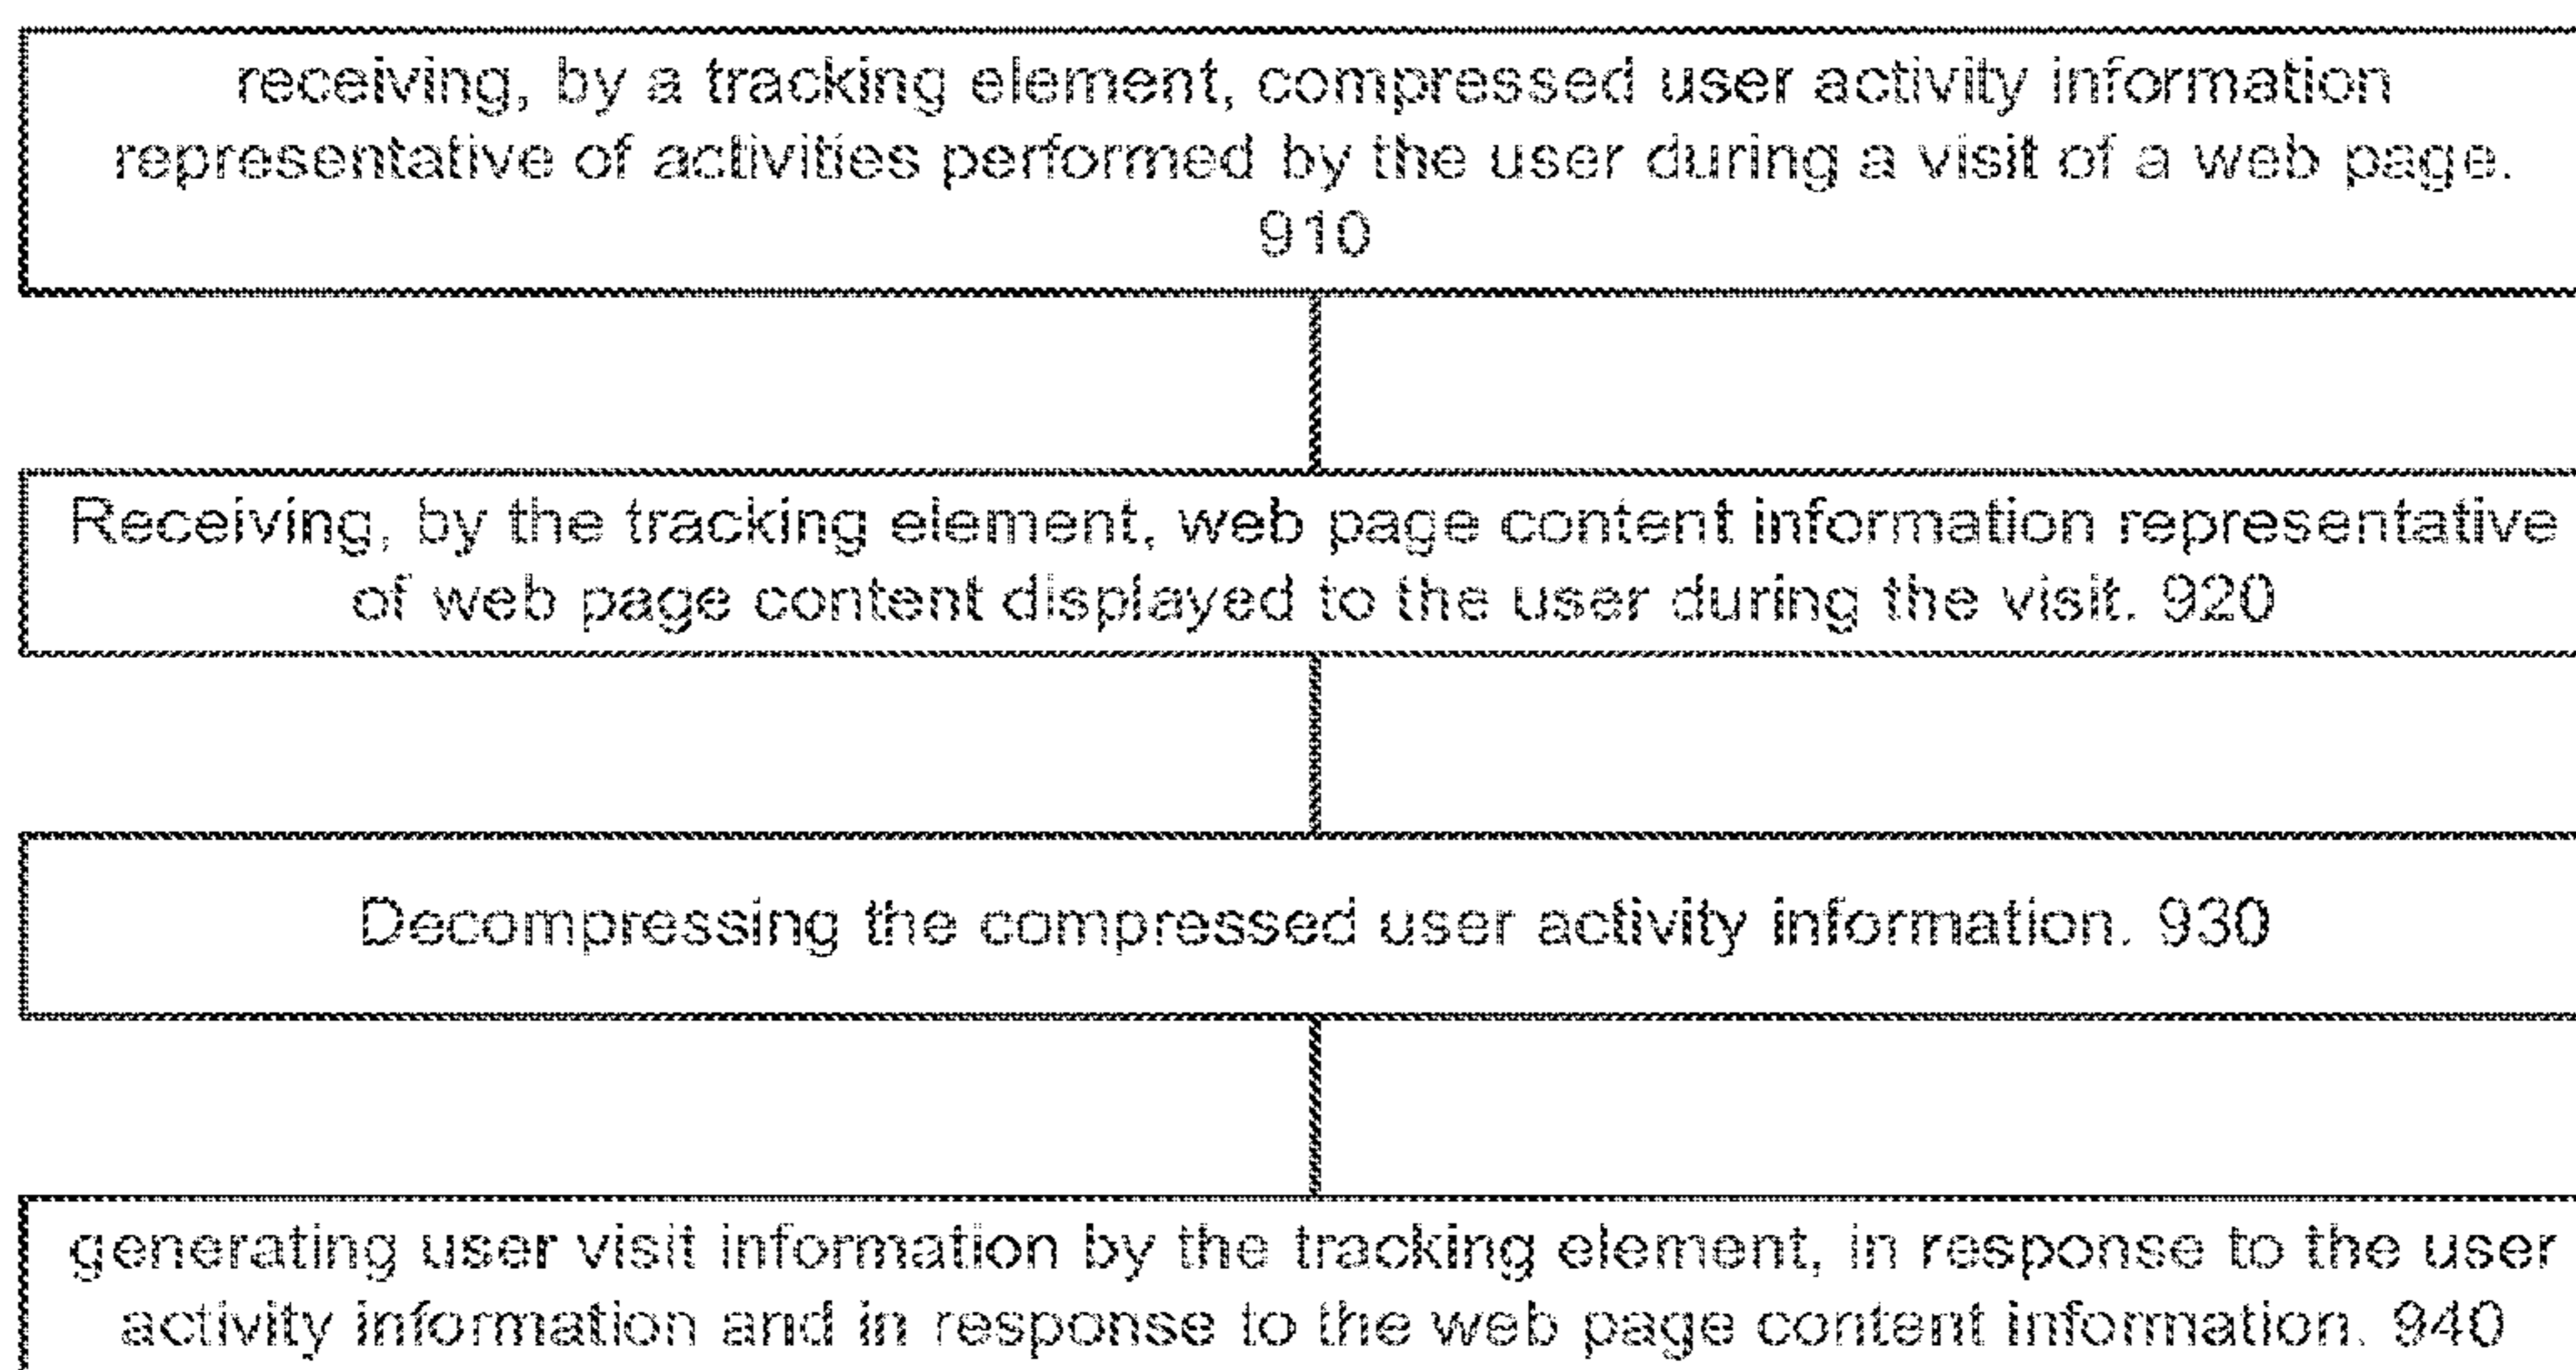 receiving, by a tracking element, compressed user activity information
representative of activities performed by the user during a visit of a web page.
910
Receiving, by the tracking element, web page content information representative
of web page content displayed to the user during the visit. 920
Decompressing the compressed user activity information. 930
generating user visit information by the tracking element, in response to the user
activity information and in response to the web page content information. 940